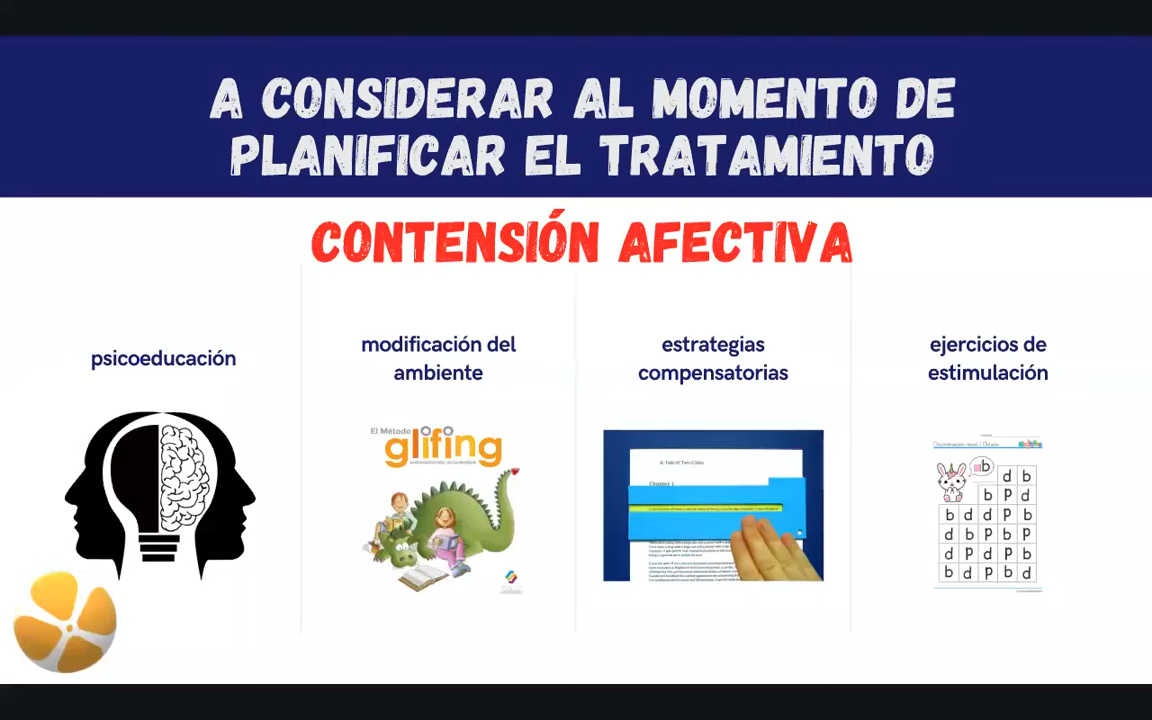 A CONSIDERAR AL MOMENTO DE
PLANIFICAR EL TRATAMIENTO
CONTENSIÓN AFECTIVA
psicoeducación
modificación del
ambiente
El Método
glifing
estrategias
compensatorias
A Tale of Two Cities
Chapter 1
ejercicios de
estimulación
b
d b
b p d
b d d p b
d b p b p
d p d p b
b d p b d